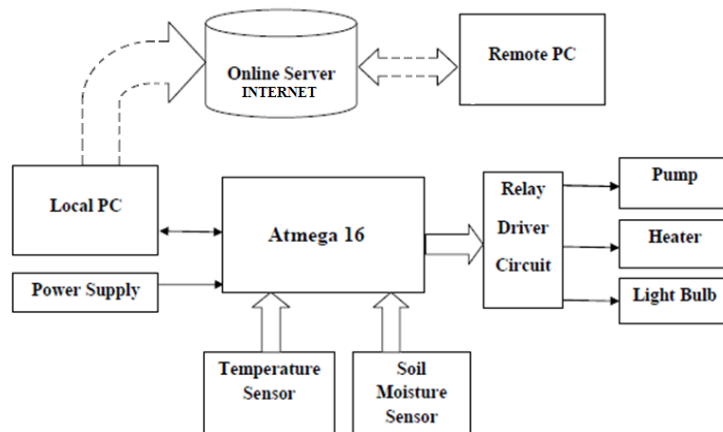 Online Server
INTERNET
Remote PC
Local PC
Atmega 16
Relay
Driver
Circuit
Pump
Heater
Light Bulb
Power Supply
Temperature
Sensor
Soil
Moisture
Sensor